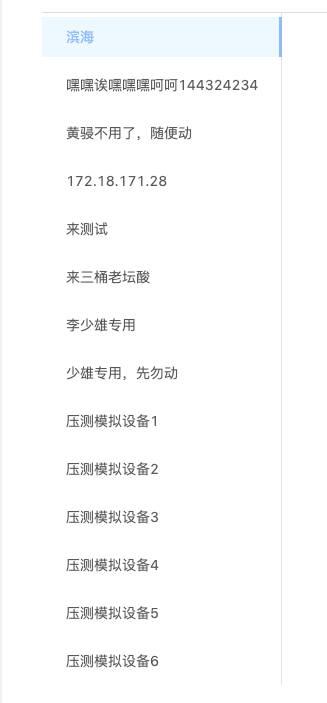 滨海
嘿嘿诶嘿嘿嘿呵呵144324234
黄骎不用了，随便动
172.18.171.28
来测试
来三桶老坛酸
李少雄专用
少雄专用，先勿动
压测模拟设备1
压测模拟设备2
压测模拟设备3
压测模拟设备4
压测模拟设备5
压测模拟设备6